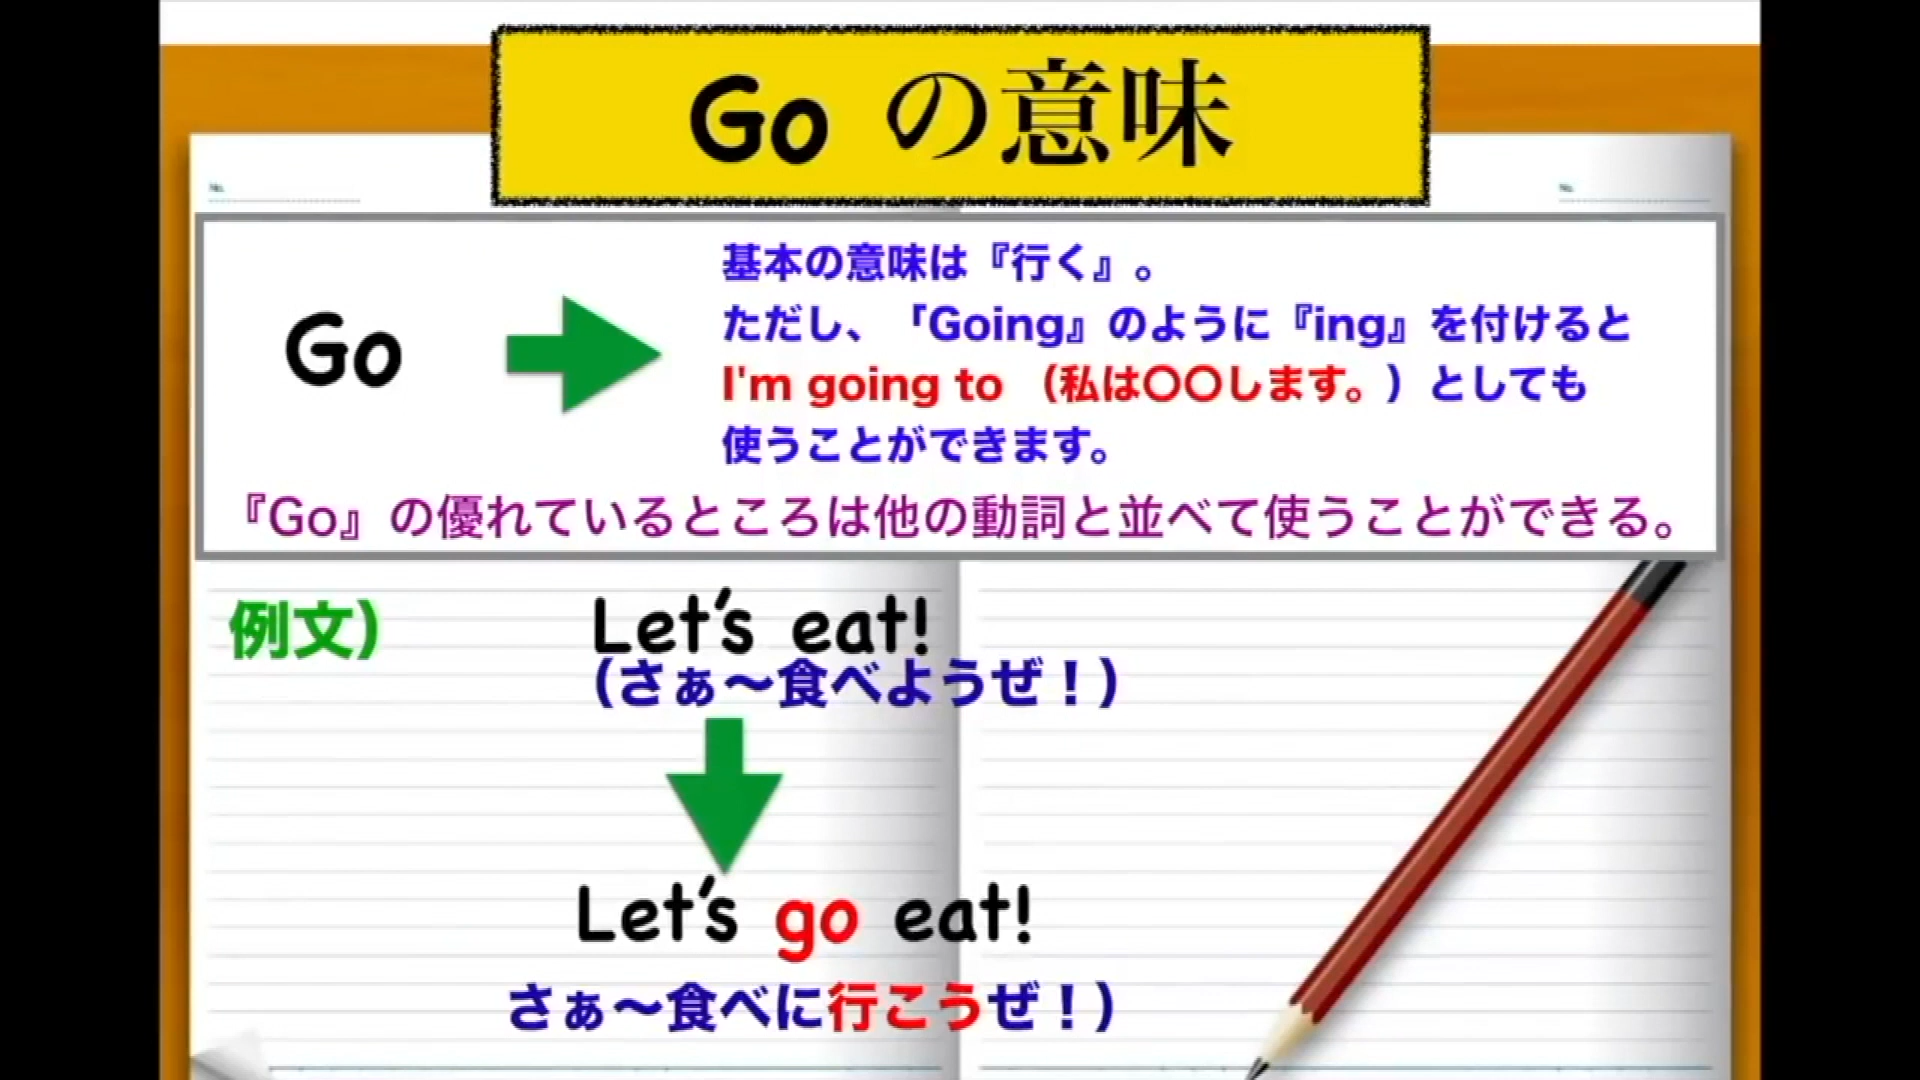 Go の意味
No.
No.
Go
基本の意味は『行く』。
ただし、「Going』のように『ing』を付けると
I'm going to （私は〇〇します。）としても
使うことができます。
『Go』の優れているところは他の動詞と並べて使うことができる。
例文）
Let's eat!
（さぁ〜食べようぜ！）
Let's go eat!
さぁ〜食べに行こうぜ！）